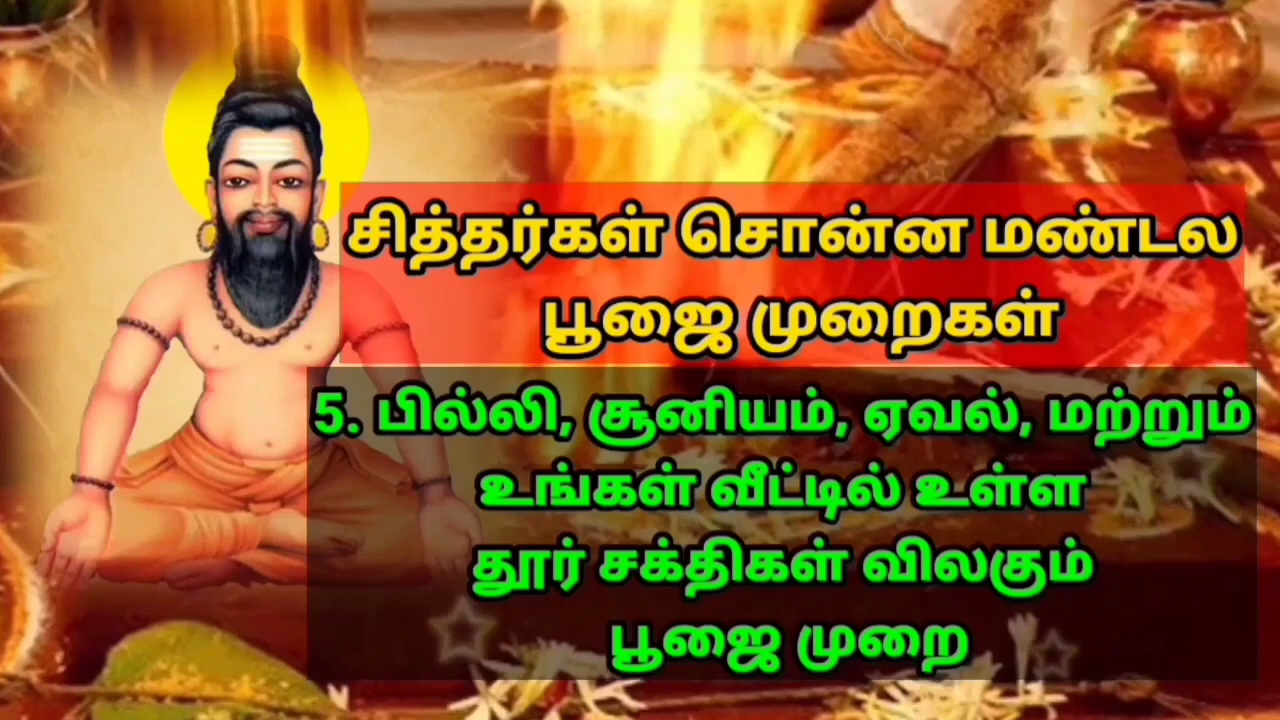 சித்தர்கள் சொன்ன மண்டல
பூஜை முறைகள்
5. பில்லி, சூனியம், ஏவல், மற்றும்
உங்கள் வீட்டில் உள்ள
தூர் சக்திகள் விலகும்
பூஜை முறை